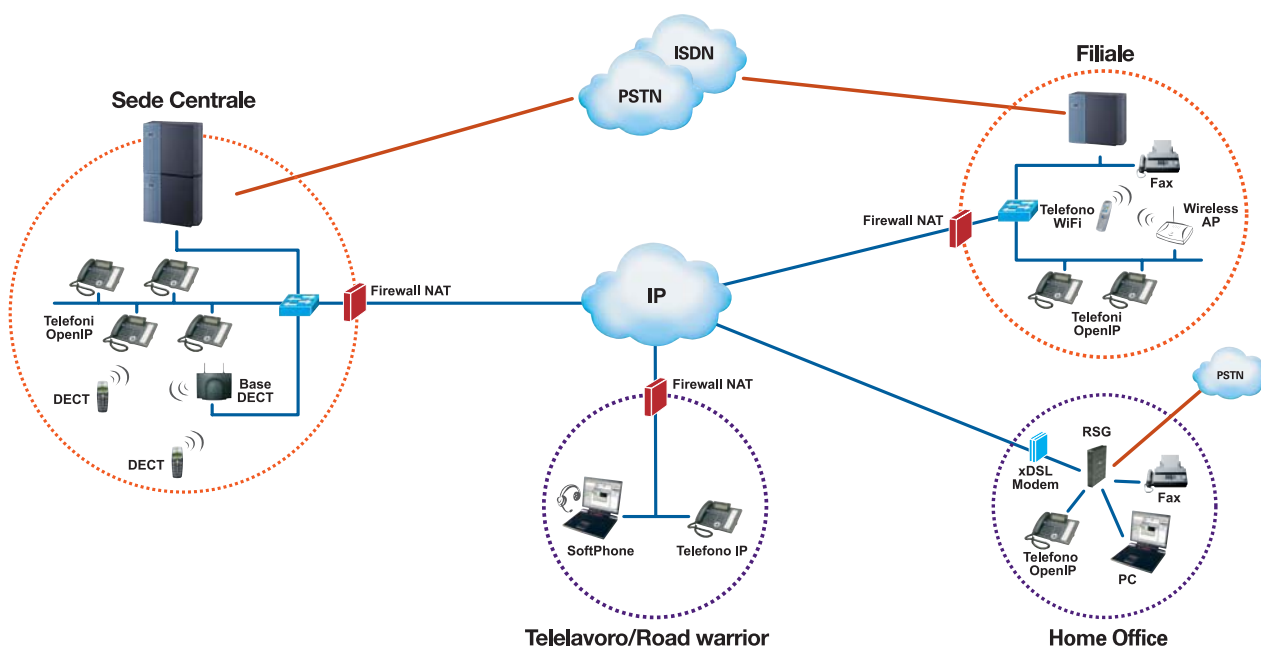 ISDN
PSTN
Sede Centrale
Telefoni
OpenIP
DECT
Base
DECT
DECT
Firewall NAT
IP
Filiale
Fax
Firewall NAT
Telefono
WiFi
Wireless
AP
Telefoni
OpenIP
Firewall NAT
SoftPhone
Telefono IP
Telelavoro/Road warrior
PSTN
RSG
xDSL
Modem
Fax
Telefono
OpenIP
PC
Home Office